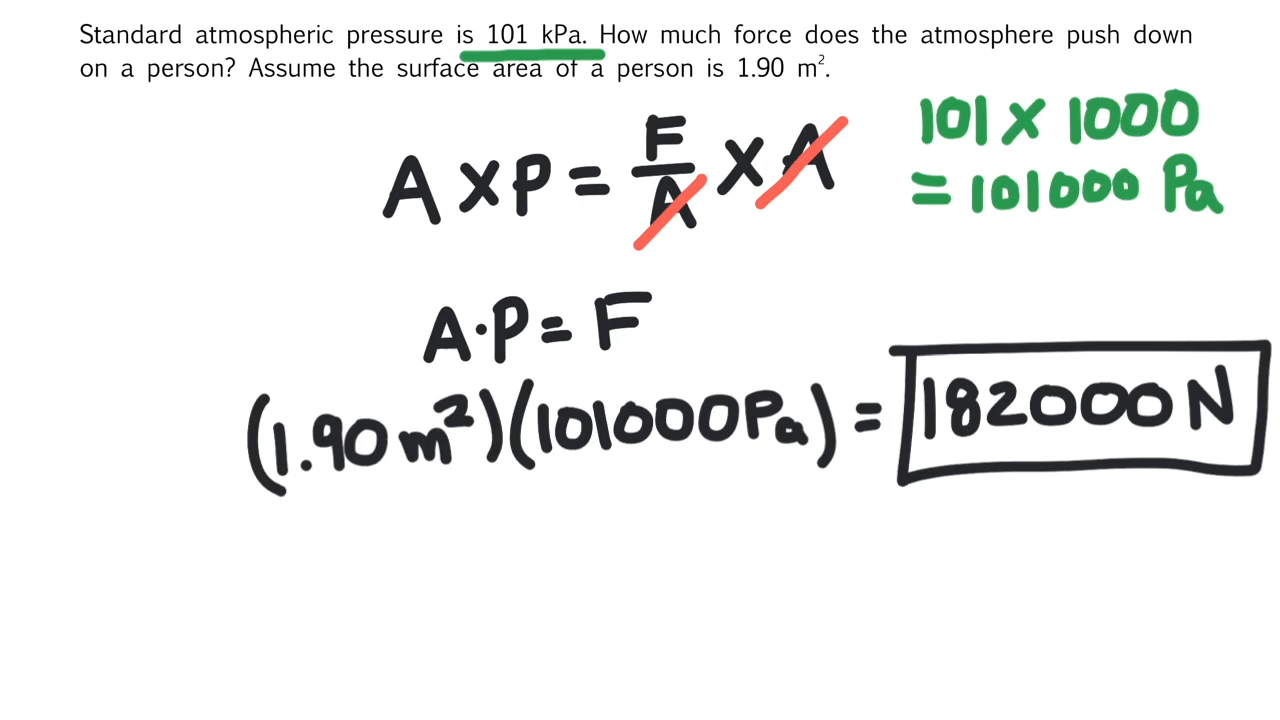 Standard atmospheric pressure is 101 kPa. How much force does the atmosphere push down
on a person? Assume the surface area of a person is 1.90 m².
A x P = F/A x A
101 x 1000
= 101000 Pa
A·P = F
(1.90 m²)(101000 Pa) = 182000 N